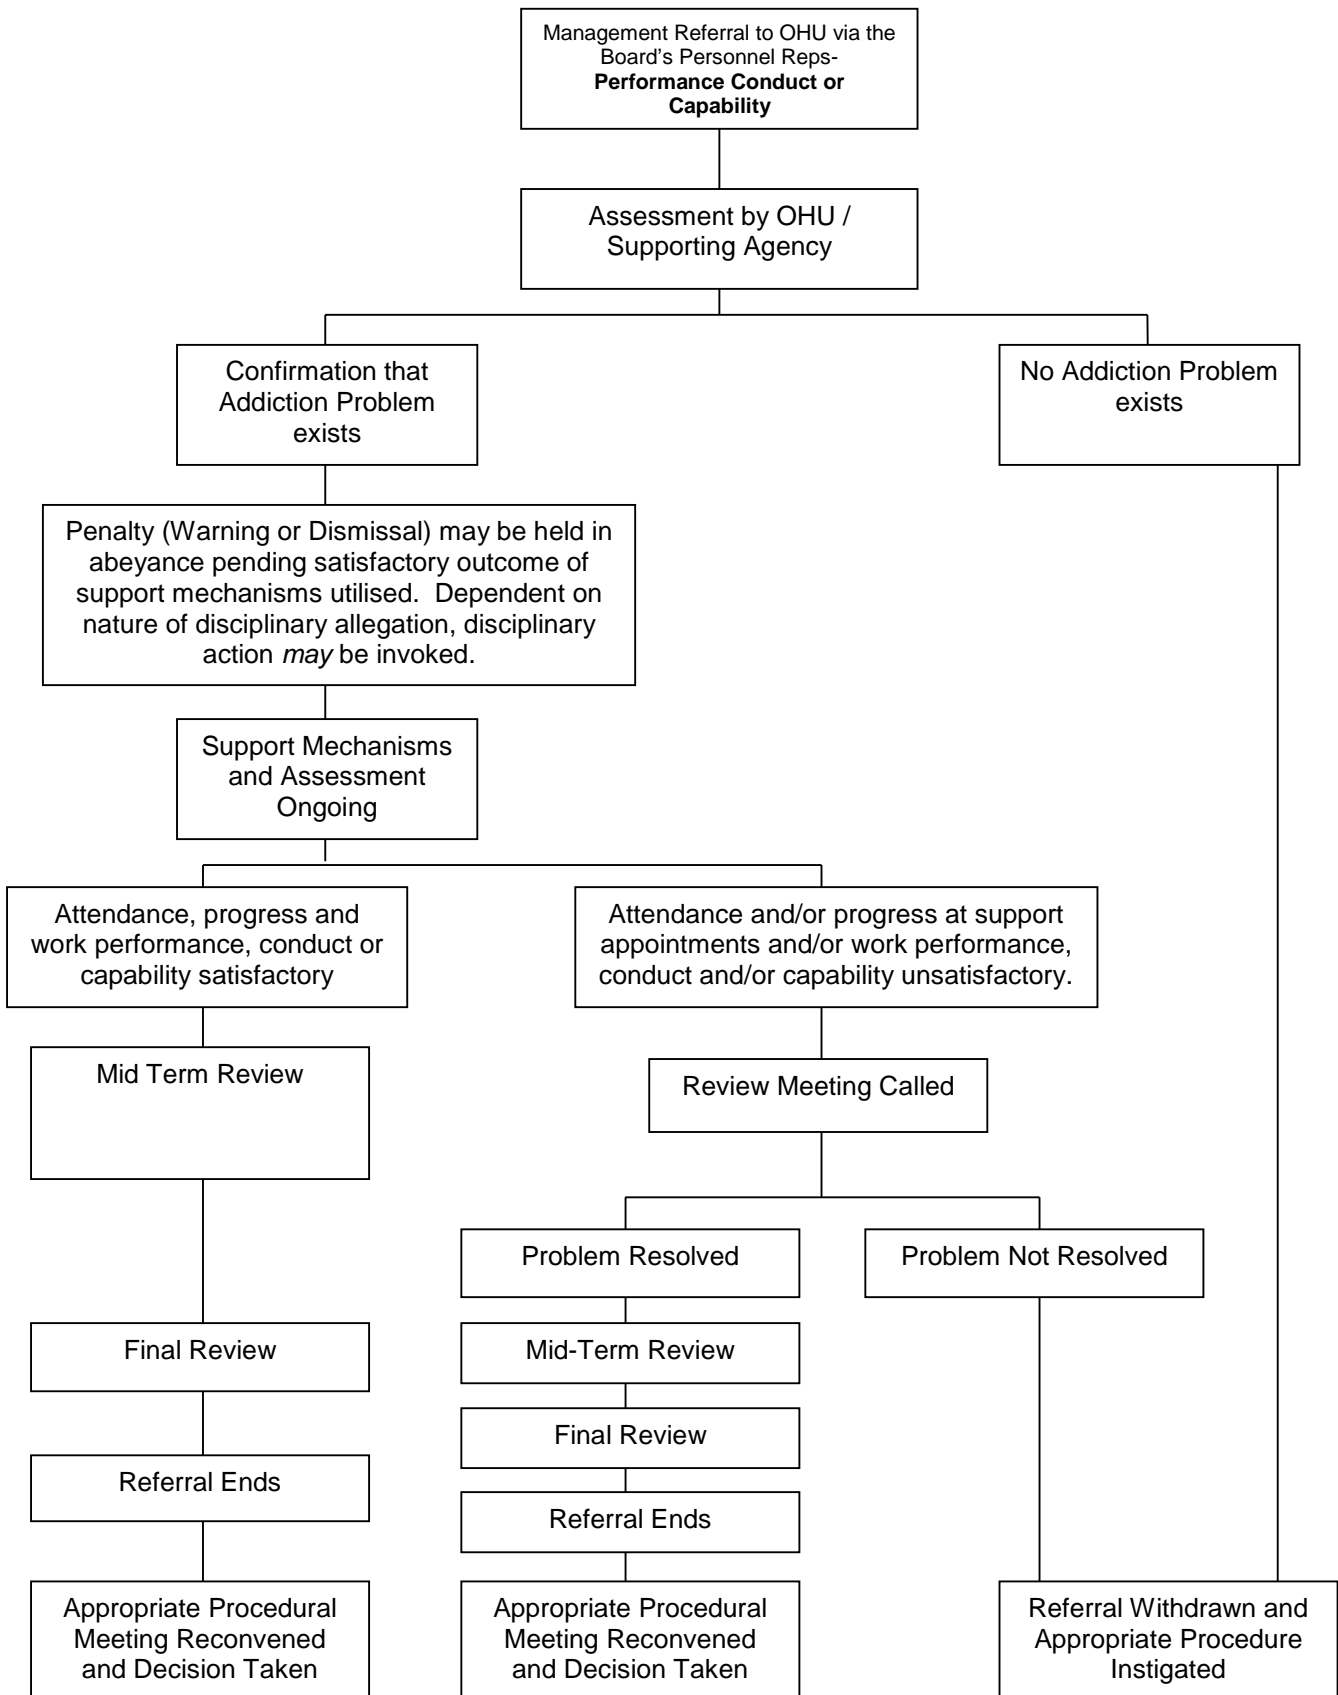 Management Referral to OHU via the
Board’s Personnel Reps-
Performance Conduct or
Capability
Assessment by OHU /
Supporting Agency
Confirmation that
Addiction Problem
exists
No Addiction Problem
exists
Penalty (Warning or Dismissal) may be held in
abeyance pending satisfactory outcome of
support mechanisms utilised.  Dependent on
nature of disciplinary allegation, disciplinary
action may be invoked.
Support Mechanisms
and Assessment
Ongoing
Attendance, progress and
work performance, conduct or
capability satisfactory
Attendance and/or progress at support
appointments and/or work performance,
conduct and/or capability unsatisfactory.
Mid Term Review
Review Meeting Called
Problem Resolved
Problem Not Resolved
Final Review
Mid-Term Review
Final Review
Referral Ends
Referral Ends
Appropriate Procedural
Meeting Reconvened
and Decision Taken
Appropriate Procedural
Meeting Reconvened
and Decision Taken
Referral Withdrawn and
Appropriate Procedure
Instigated